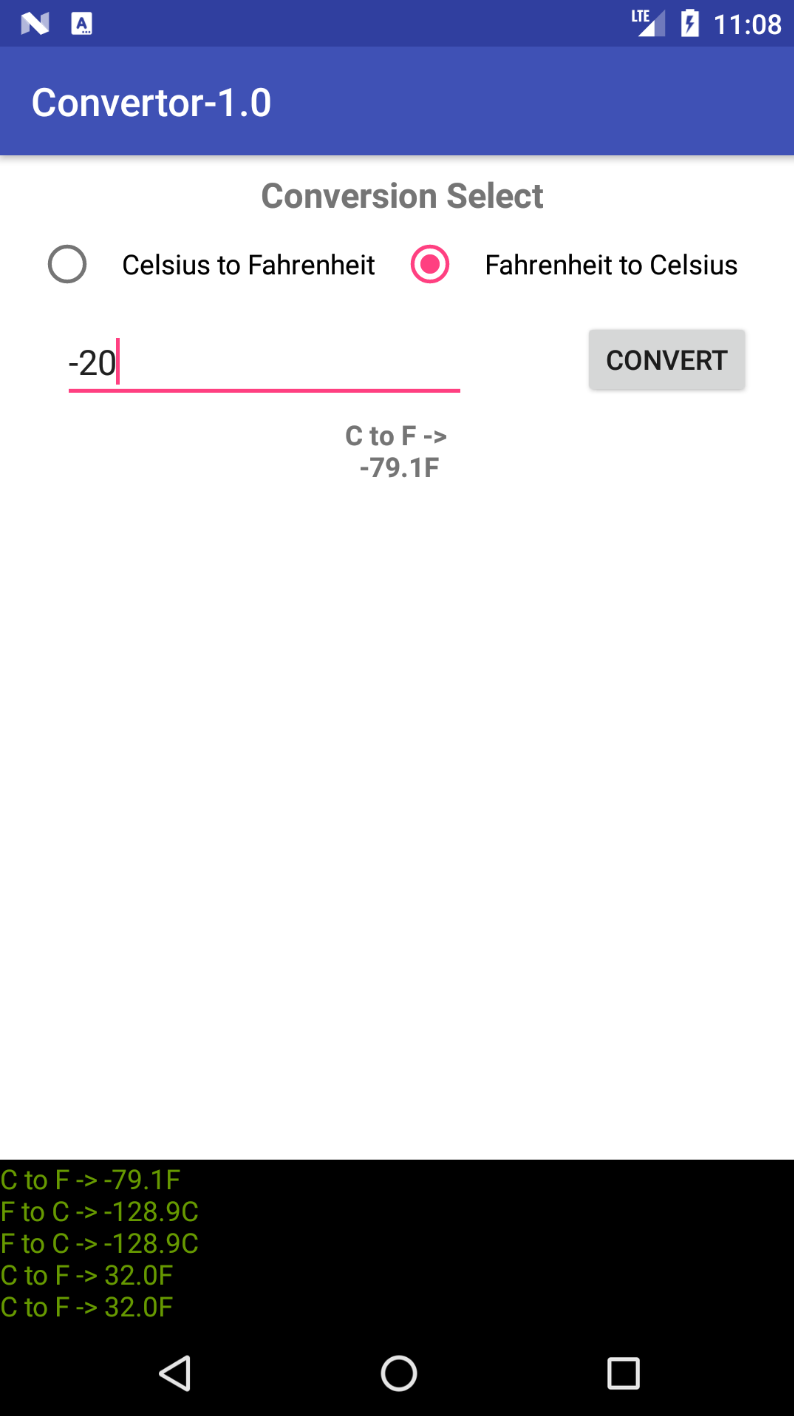 LTE 11:08
Convertor-1.0
Conversion Select
Celsius to Fahrenheit Fahrenheit to Celsius
-20 CONVERT
C to F ->
-79.1F
C to F -> -79.1F
F to C -> -128.9C
F to C -> -128.9C
C to F -> 32.0F
C to F -> 32.0F